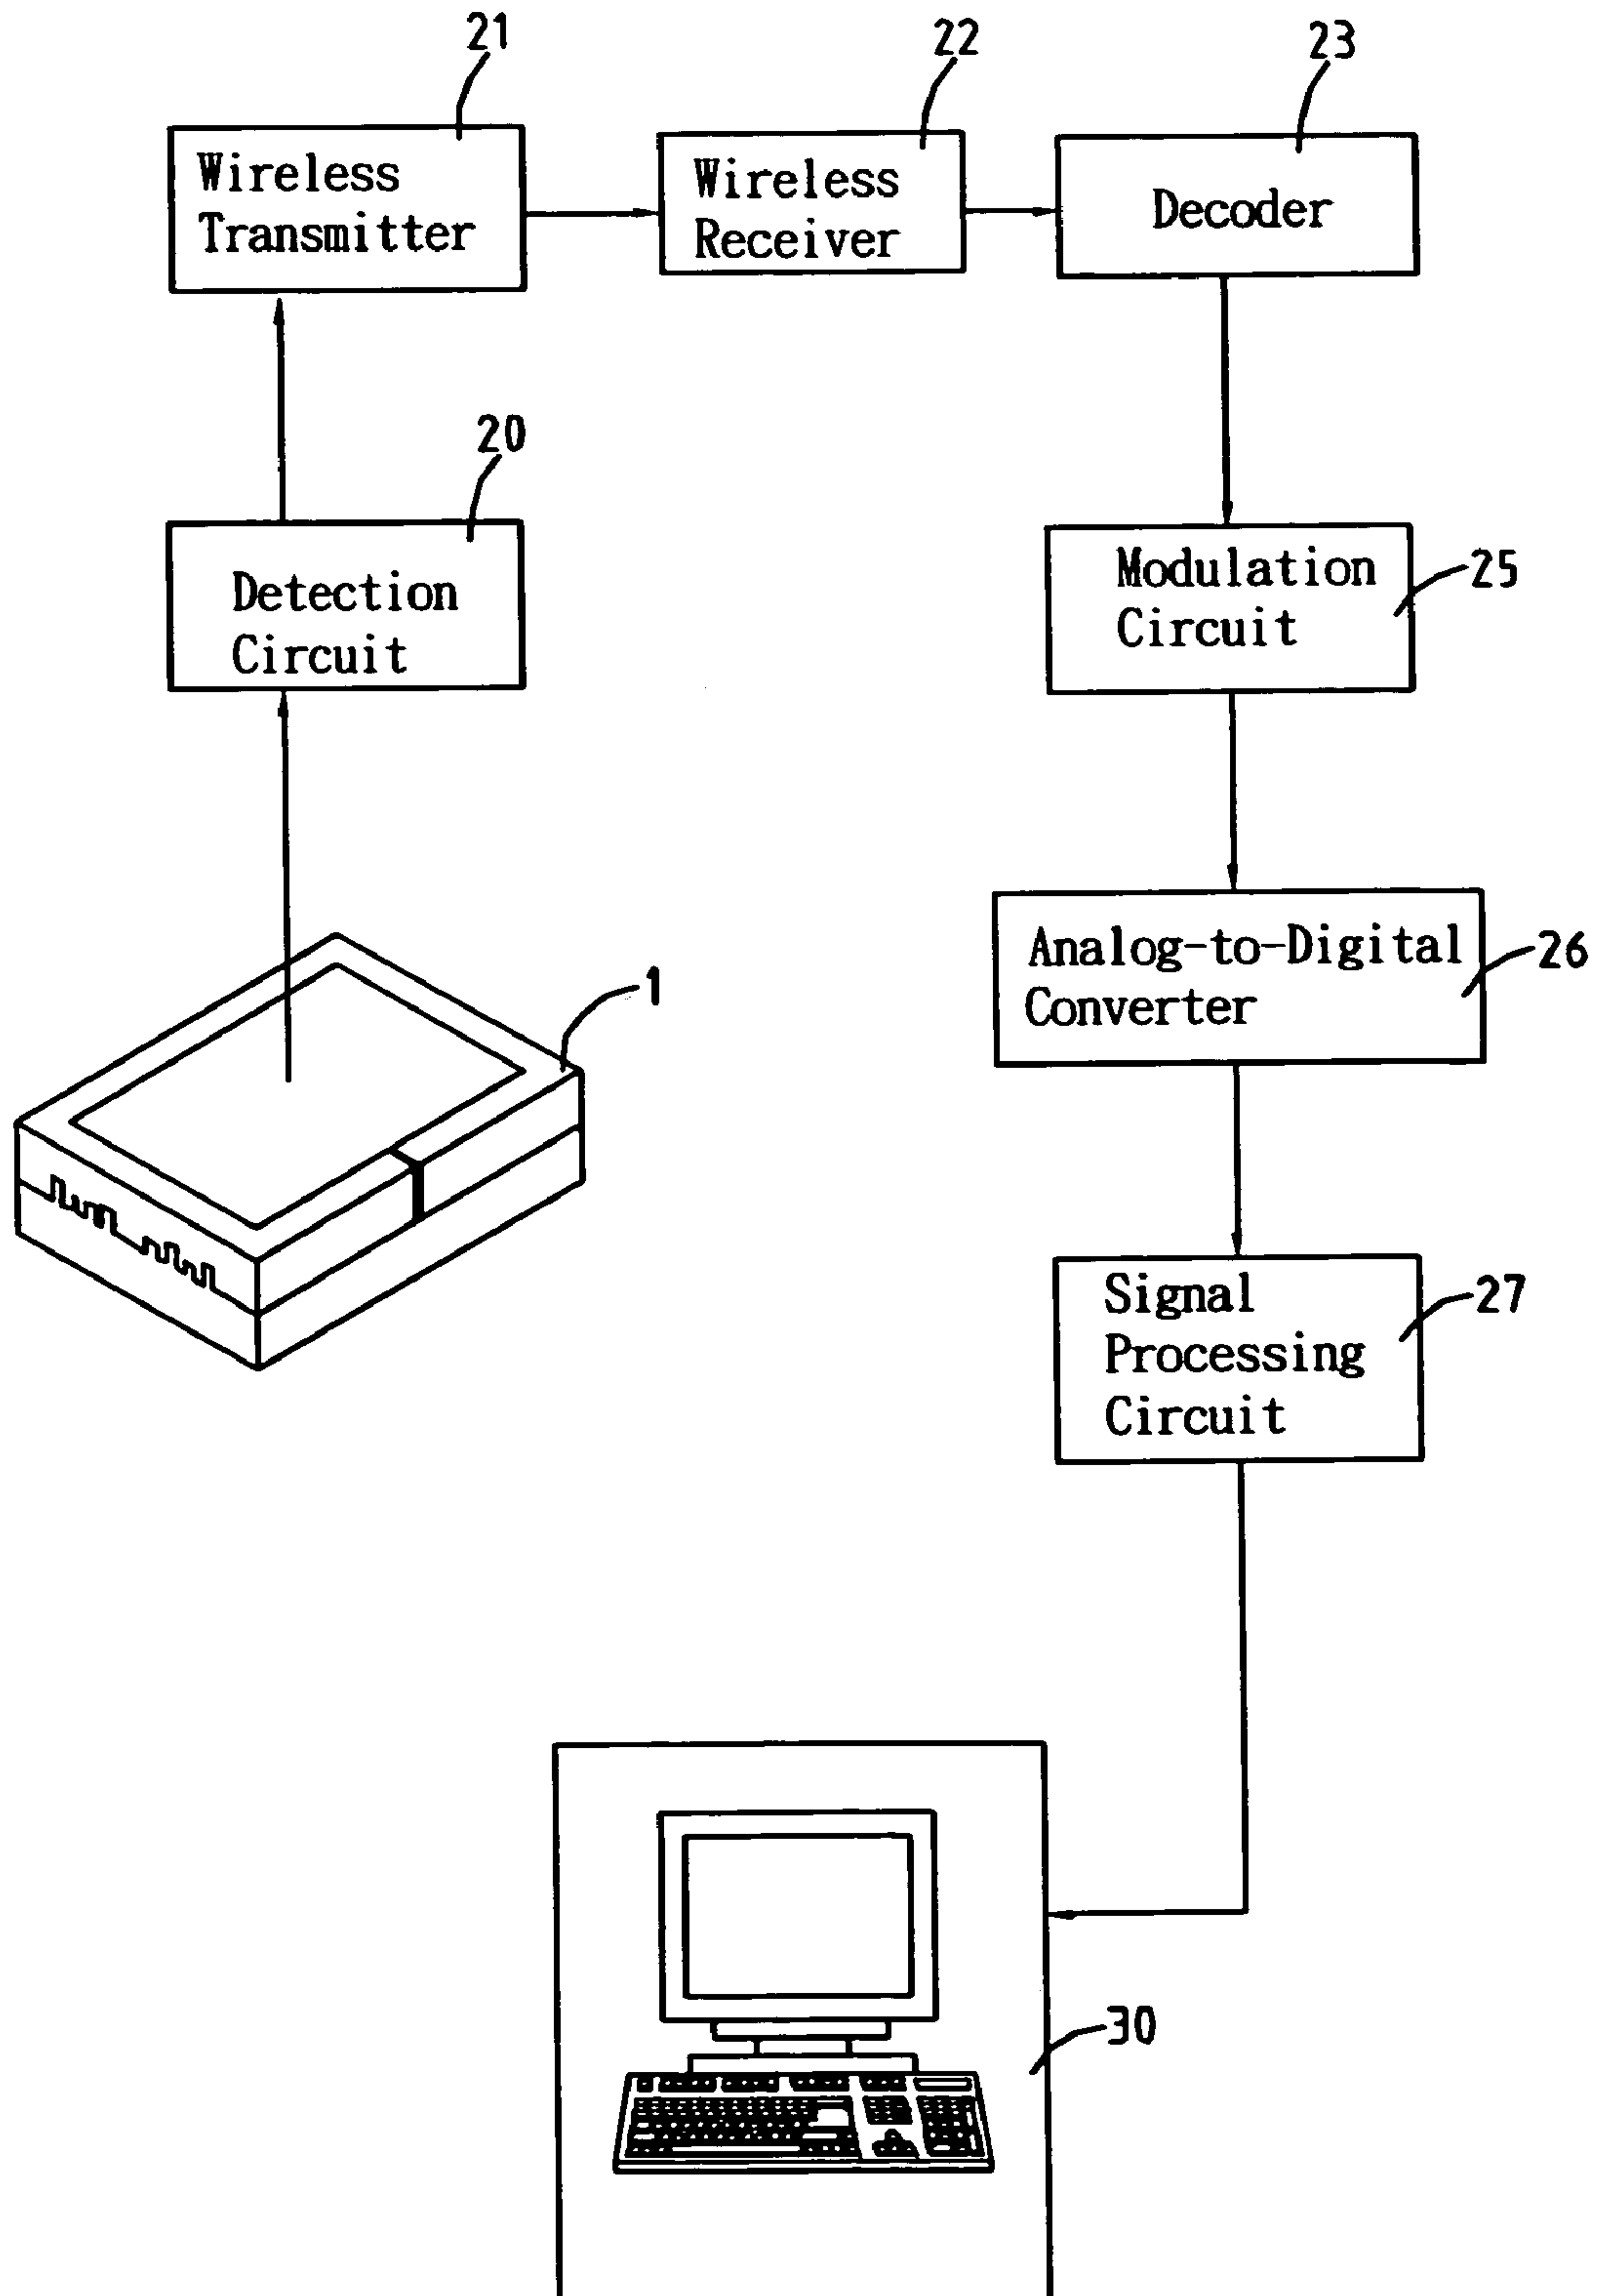 21
22
23
Wireless
Transmitter
Wireless
Receiver
Decoder
20
Detection
Circuit
Modulation
Circuit
25
1
Analog-to-Digital
Converter
26
Signal
Processing
Circuit
27
30